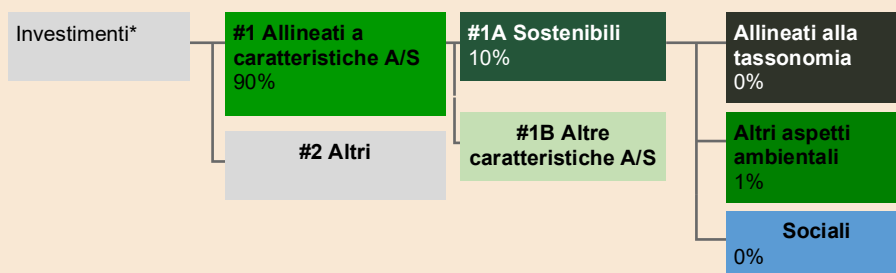 Investimenti*
#1 Allineati a
caratteristiche A/S
90%
#2 Altri
#1A Sostenibili
10%
#1B Altre
caratteristiche A/S
Allineati alla
tassonomia
0%
Altri aspetti
ambientali
1%
Sociali
0%